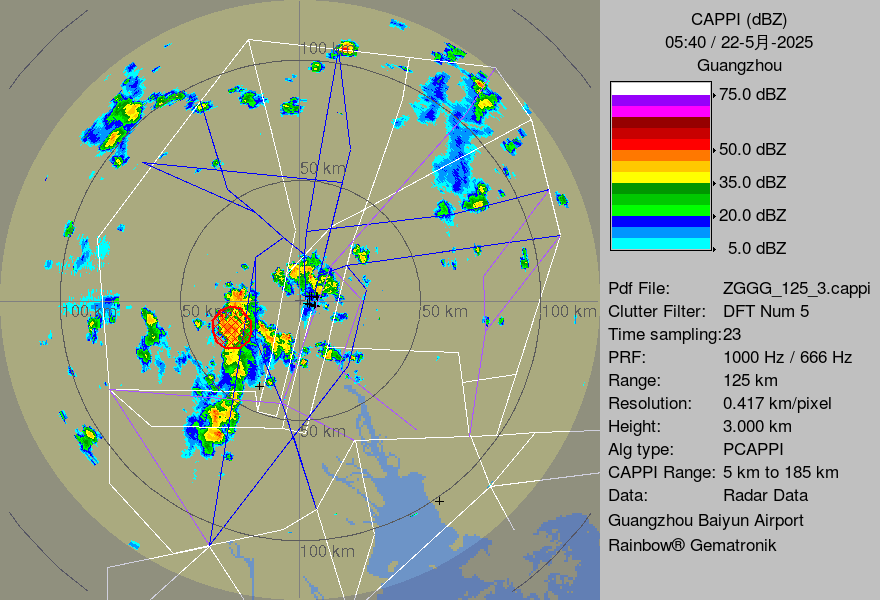 CAPPI (dBZ)
05:40 / 22-5月-2025
Guangzhou
75.0 dBZ
50.0 dBZ
35.0 dBZ
20.0 dBZ
5.0 dBZ
Pdf File: ZGGG_125_3.cappi
Clutter Filter: DFT Num 5
Time sampling:23
PRF: 1000 Hz / 666 Hz
Range: 125 km
Resolution: 0.417 km/pixel
Height: 3.000 km
Alg type: PCAPPI
CAPPI Range: 5 km to 185 km
Data: Radar Data
Guangzhou Baiyun Airport
Rainbow® Gematronik
100 km
50 km
100 km
50 km
50 km
100 km
50 km
100 km